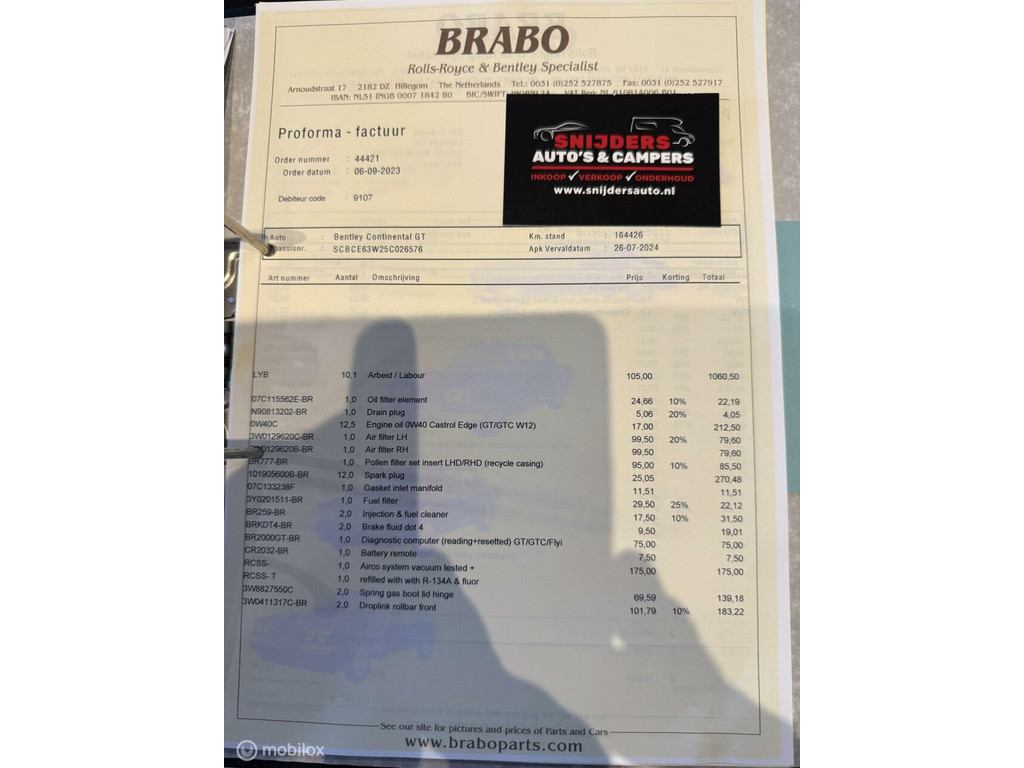 BRABO
Rolls-Royce & Bentley Specialist
Arnoudstraat 17 2182 DZ Hillegom The Netherlands Tel.: 0031 (0)252 527875 Fax: 0031 (0)252 527917
IBAN: NL51 INGB 0007 1842 80 BIC/SWIFT
Proforma - factuur
Order nummer : 44421
Order datum : 06-09-2023
Debiteur code : 9107
SNIJDERS
AUTO'S & CAMPERS
INKOOP VERKOOP ONDERHOUD
www.snijdersauto.nl
Auto : Bentley Continental GT Km. stand : 164426
: SCBCE63W25C026576 Apk Vervaldatum : 26-07-2024
Art nummer Aantal Omschrijving Prijs Korting Totaal
LYB 10,1 Arbeid / Labour 105,00 1060,50
07C115562E-BR 1,0 Oil filter element 24,66 10% 22,19
N90813202-BR 1,0 Drain plug 5,06 20% 4,05
0W40C 12,5 Engine oil 0W40 Castrol Edge (GT/GTC W12) 17,00 212,50
3W0129620C-BR 1,0 Air filter LH 99,50 20% 79,60
1,0 Air filter RH 99,50 79,60
BR777-BR 1,0 Pollen filter set insert LHD/RHD (recycle casing) 95,00 10% 85,50
101905600B-BR 12,0 Spark plug 25,05 270,48
07C133238F 1,0 Gasket inlet manifold 11,51 11,51
3Y0201511-BR 1,0 Fuel filter 29,50 25% 22,12
BR259-BR 2,0 Injection & fuel cleaner 17,50 10% 31,50
BRKDT4-BR 2,0 Brake fluid dot 4 9,50 19,01
BR2000GT-BR 1,0 Diagnostic computer (reading+resetted) GT/GTC/Flyi 75,00 75,00
CR2032-BR 1,0 Battery remote 7,50 7,50
RCSS- 1,0 Airco system vacuum tested + 175,00 175,00
RCSS- T 1,0 refilled with with R-134A & fluor
3W8827550C 2,0 Spring gas boot lid hinge 69,59 139,18
3W0411317C-BR 2,0 Droplink rollbar front 101,79 10% 183,22
See our site for pictures and prices of Parts and Cars
www.braboparts.com
mobilox